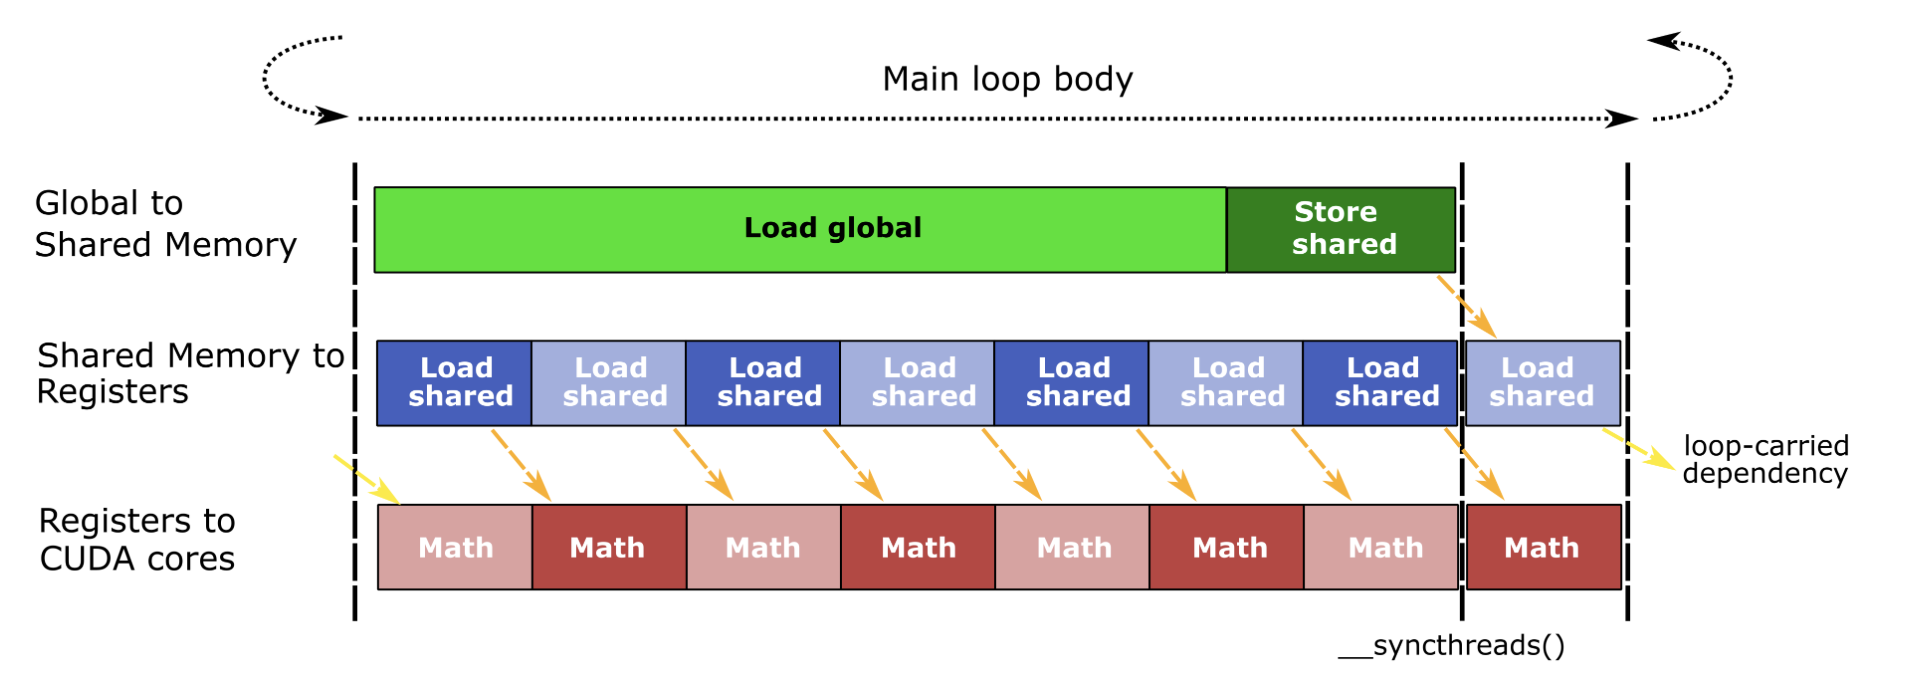 Main loop body
Global to
Shared Memory
Load global
Store
shared
Shared Memory to
Registers
Load
shared
Load
shared
Load
shared
Load
shared
Load
shared
Load
shared
Load
shared
Load
shared
loop-carried
dependency
Registers to
CUDA cores
Math
Math
Math
Math
Math
Math
Math
Math
__syncthreads()